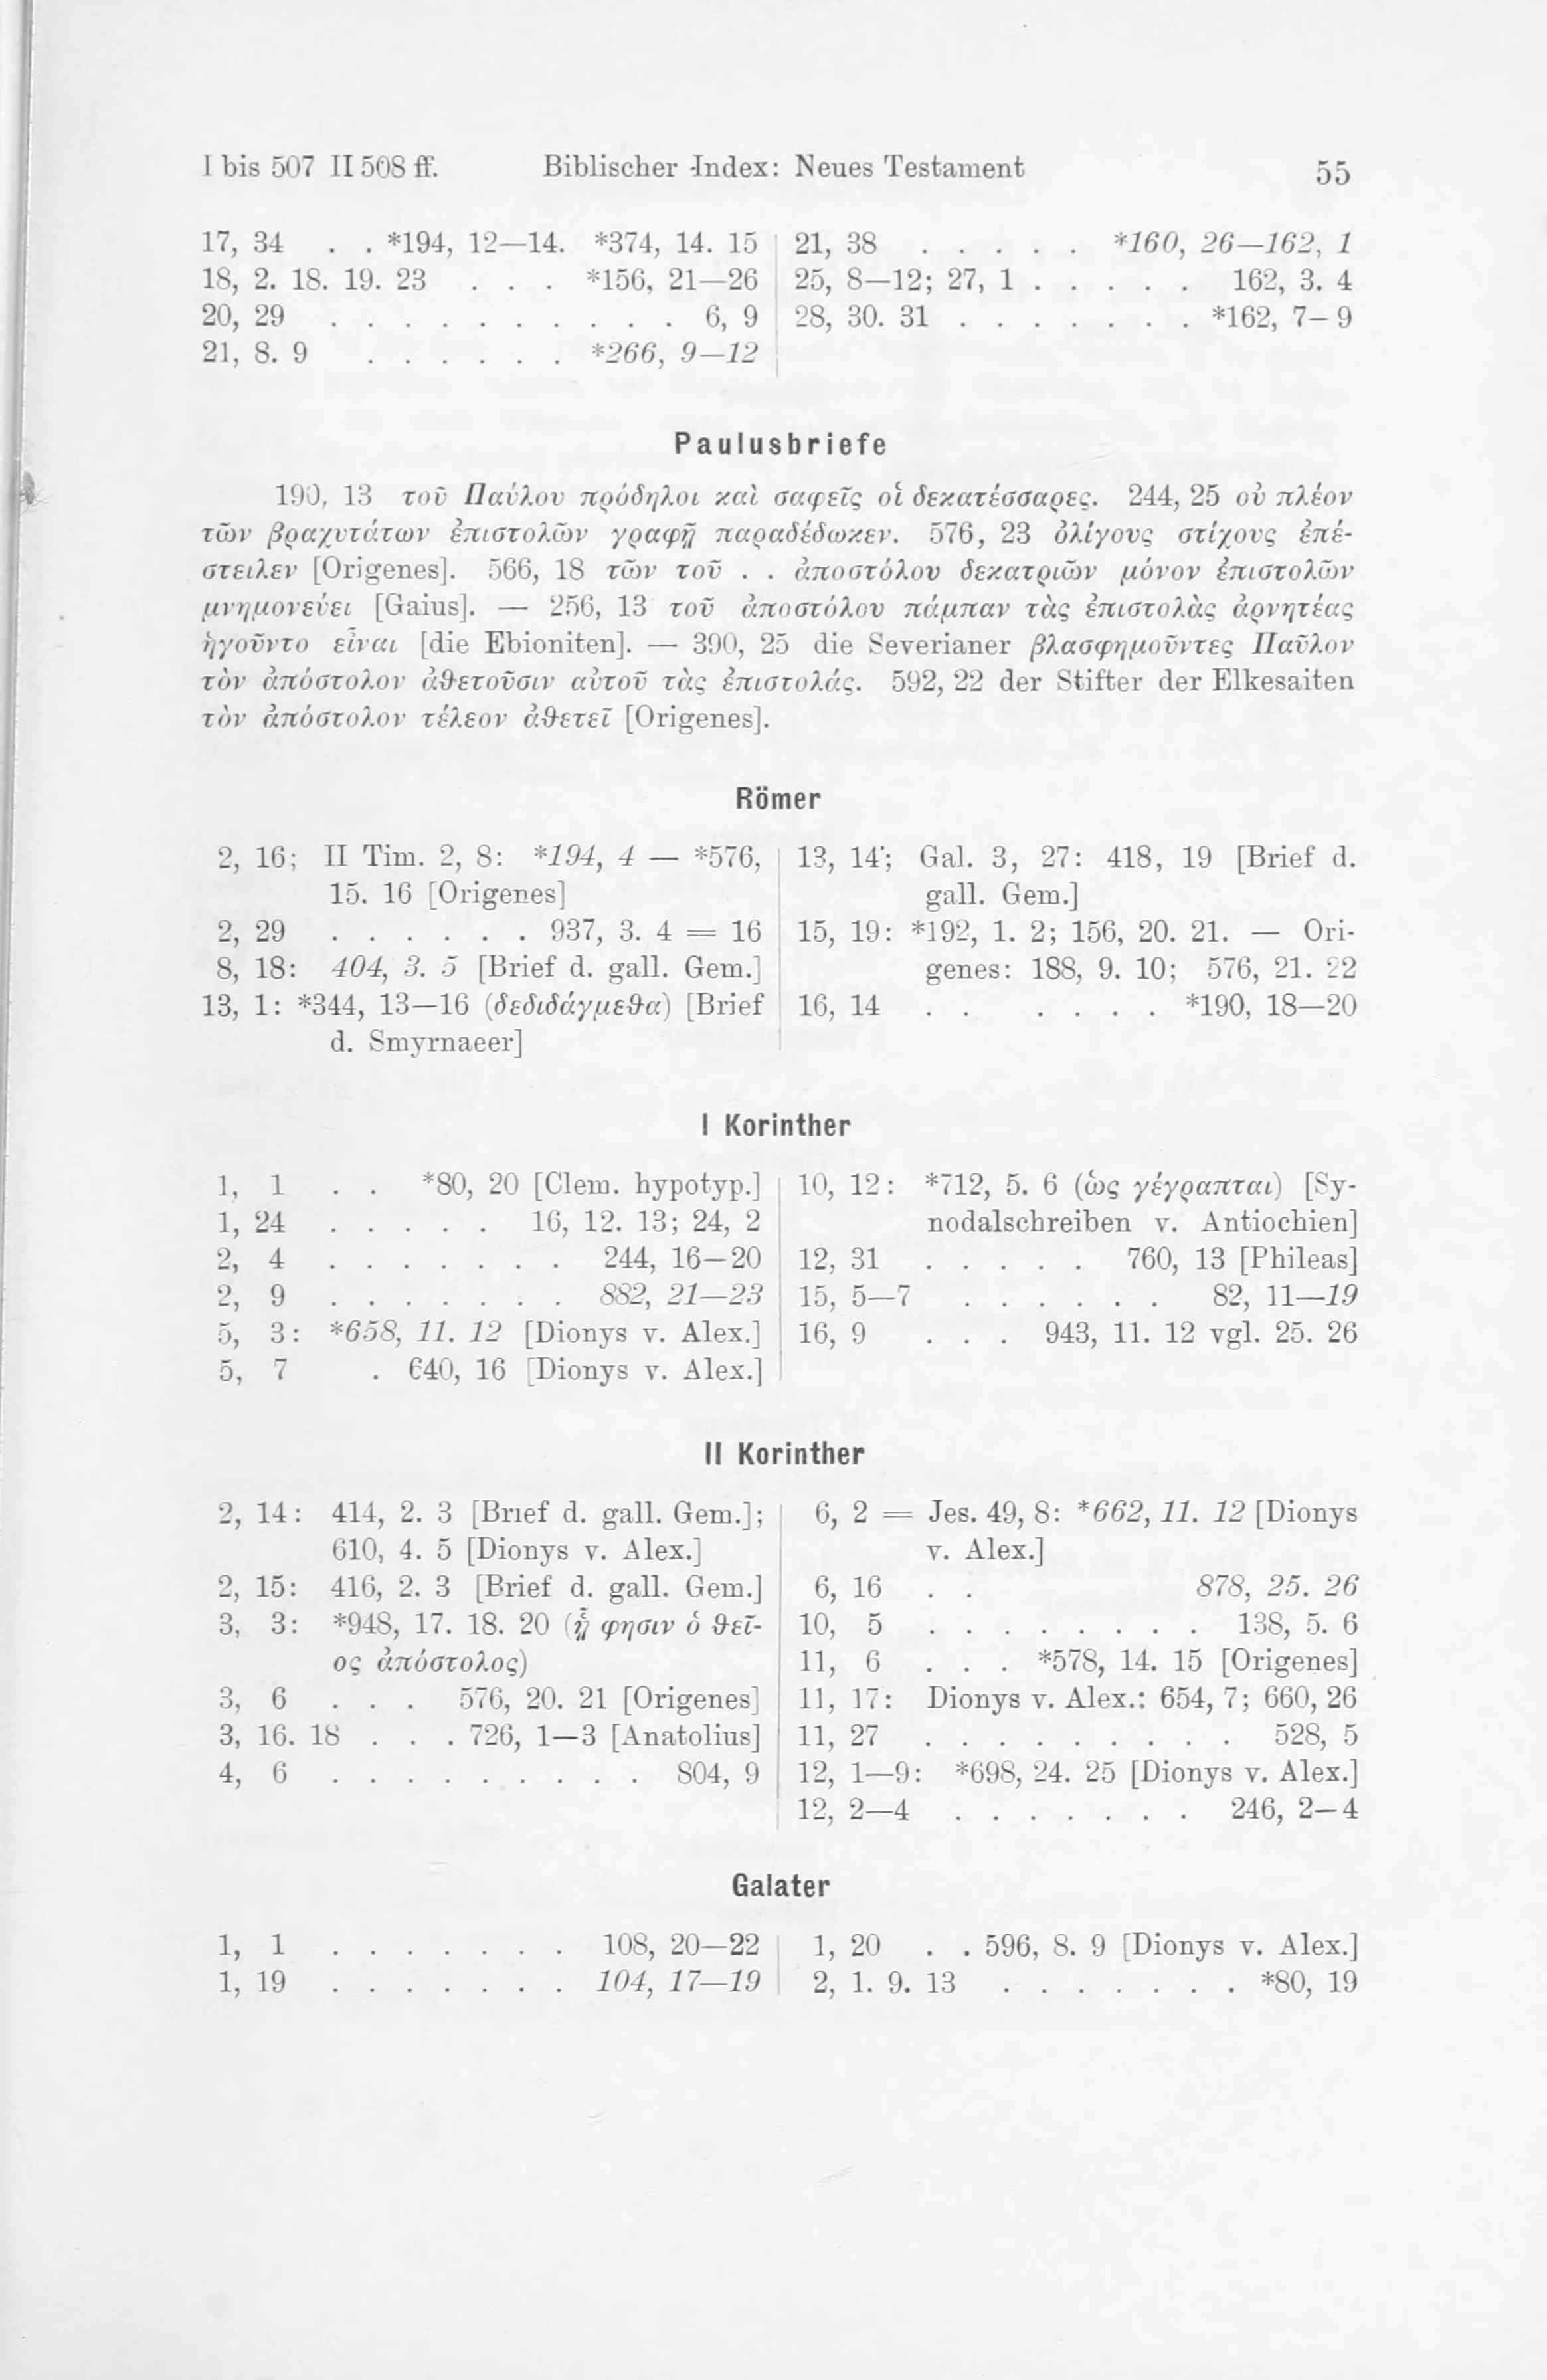 I bis 507 II 508 ff. Biblischer Index: Neues Testament 55
17, 34 . . *194, 12—14. *374, 14. 15
18, 2. 18. 19. 23 . . . *156, 21—26
20, 29 . . . . . . . . . . 6, 9
21, 8. 9 . . . . . . *266, 9—12
21, 38 . . . . . *160, 26—162, 1
25, 8—12; 27, 1 . . . . . 162, 3. 4
28, 30. 31 . . . . . . . *162, 7—9
Paulusbriefe
190, 13 τοῦ Παύλου πρόδηλοι καὶ σαφεῖς οἱ δεκατέσσαρες. 244, 25 οὐ πλέον
τῶν βραχυτάτων ἐπιστολῶν γραφῇ παραδέδωκεν. 576, 23 ὀλίγους στίχους ἐπέ-
στειλεν [Origenes]. 566, 18 τῶν τοῦ . . ἀποστόλου δεκατριῶν μόνον ἐπιστολῶν
μνημονεύει [Gaius]. — 256, 13 τοῦ ἀποστόλου πάμπαν τὰς ἐπιστολὰς ἀρνητέας
ἡγοῦντο εἶναι [die Ebioniten]. — 390, 25 die Severianer βλασφημοῦντες Παῦλον
τὸν ἀπόστολον ἀθετοῦσιν αὐτοῦ τὰς ἐπιστολάς. 592, 22 der Stifter der Elkesaiten
τὸν ἀπόστολον τέλεον ἀθετεῖ [Origenes].
Römer
2, 16; II Tim. 2, 8: *194, 4 — *576,
15. 16 [Origenes]
2, 29 . . . . . . 937, 3. 4 = 16
8, 18: 404, 3. 5 [Brief d. gall. Gem.]
13, 1: *344, 13—16 (δεδιδάγμεθα) [Brief
d. Smyrnaeer]
13, 14; Gal. 3, 27: 418, 19 [Brief d.
gall. Gem.]
15, 19: *192, 1. 2; 156, 20. 21. — Ori-
genes: 188, 9. 10; 576, 21. 22
16, 14 . . . . . . *190, 18—20
I Korinther
1, 1 . . *80, 20 [Clem. hypotyp.]
1, 24 . . . . . 16, 12. 13; 24, 2
2, 4 . . . . . . . 244, 16—20
2, 9 . . . . . . . 882, 21—23
5, 3: *658, 11. 12 [Dionys v. Alex.]
5, 7 . 640, 16 [Dionys v. Alex.]
10, 12: *712, 5. 6 (ὡς γέγραπται) [Sy-
nodalschreiben v. Antiochien]
12, 31 . . . . . 760, 13 [Phileas]
15, 5—7 . . . . . . 82, 11—19
16, 9 . . . 943, 11. 12 vgl. 25. 26
II Korinther
2, 14: 414, 2. 3 [Brief d. gall. Gem.];
610, 4. 5 [Dionys v. Alex.]
2, 15: 416, 2. 3 [Brief d. gall. Gem.]
3, 3: *948, 17. 18. 20 (ᾗ φησιν ὁ θεῖ-
ος ἀπόστολος)
3, 6 . . . 576, 20. 21 [Origenes]
3, 16. 18 . . . 726, 1—3 [Anatolius]
4, 6 . . . . . . . . . 804, 9
6, 2 = Jes. 49, 8: *662, 11. 12 [Dionys
v. Alex.]
6, 16 . . 878, 25. 26
10, 5 . . . . . . . . 138, 5. 6
11, 6 . . . *578, 14. 15 [Origenes]
11, 17: Dionys v. Alex.: 654, 7; 660, 26
11, 27 . . . . . . . . . 528, 5
12, 1—9: *698, 24. 25 [Dionys v. Alex.]
12, 2—4 . . . . . . . 246, 2—4
Galater
1, 1 . . . . . . . 108, 20—22
1, 19 . . . . . . . 104, 17—19
1, 20 . . 596, 8. 9 [Dionys v. Alex.]
2, 1. 9. 13 . . . . . . . *80, 19